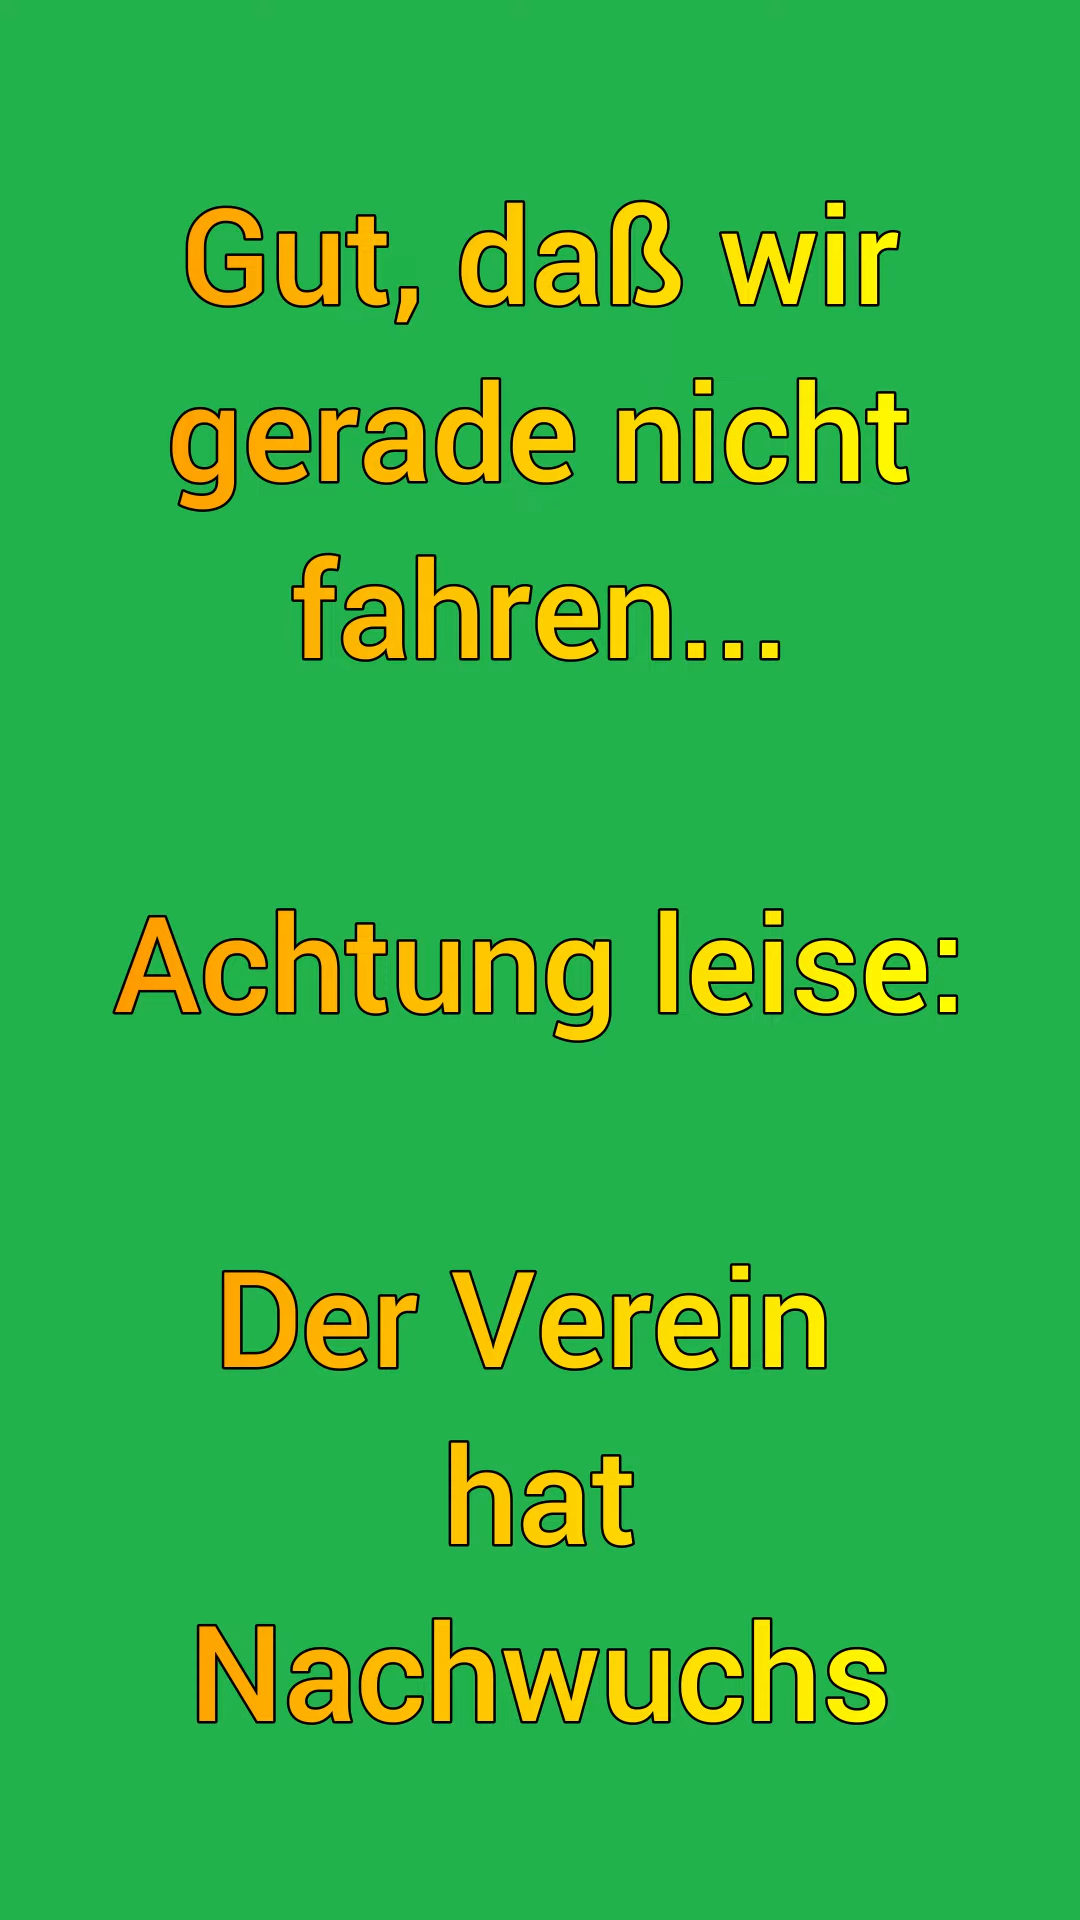 Gut, daß wir
gerade nicht
fahren...
Achtung leise:
Der Verein
hat
Nachwuchs